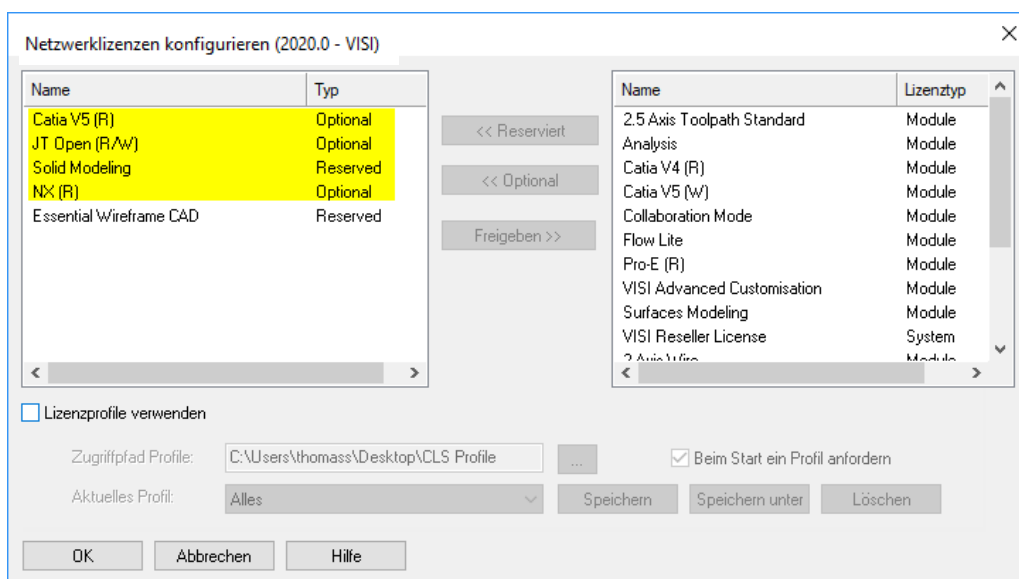 Netzwerklizenzen konfigurieren (2020.0 - VISI)
Name Typ
Catia V5 (R) Optional
JT Open (R/W) Optional
Solid Modeling Reserved
NX (R) Optional
Essential Wireframe CAD Reserved
<< Reserviert
<< Optional
Freigeben >>
Name Lizenztyp
2.5 Axis Toolpath Standard Module
Analysis Module
Catia V4 (R) Module
Catia V5 (W) Module
Collaboration Mode Module
Flow Lite Module
Pro-E (R) Module
VISI Advanced Customisation Module
Surfaces Modeling Module
VISI Reseller License System
2 Axis Wire Module
Lizenzprofile verwenden
Zugriffpfad Profile: C:\Users\thomass\Desktop\CLS Profile ... Beim Start ein Profil anfordern
Aktuelles Profil: Alles Speichern Speichern unter Löschen
OK Abbrechen Hilfe